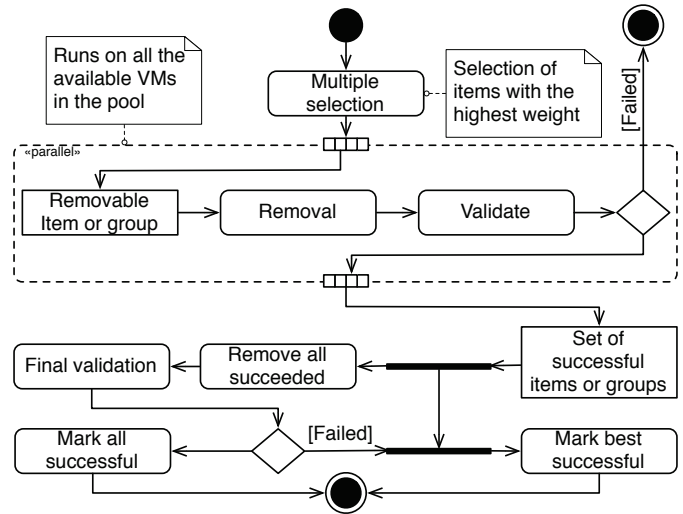 Runs on all the
available VMs
in the pool
Multiple
selection
Selection of
items with the
highest weight
[Failed]
«parallel»
Removable
Item or group
Removal
Validate
Set of
successful
items or groups
Remove all
succeeded
Final validation
[Failed]
Mark all
successful
Mark best
successful